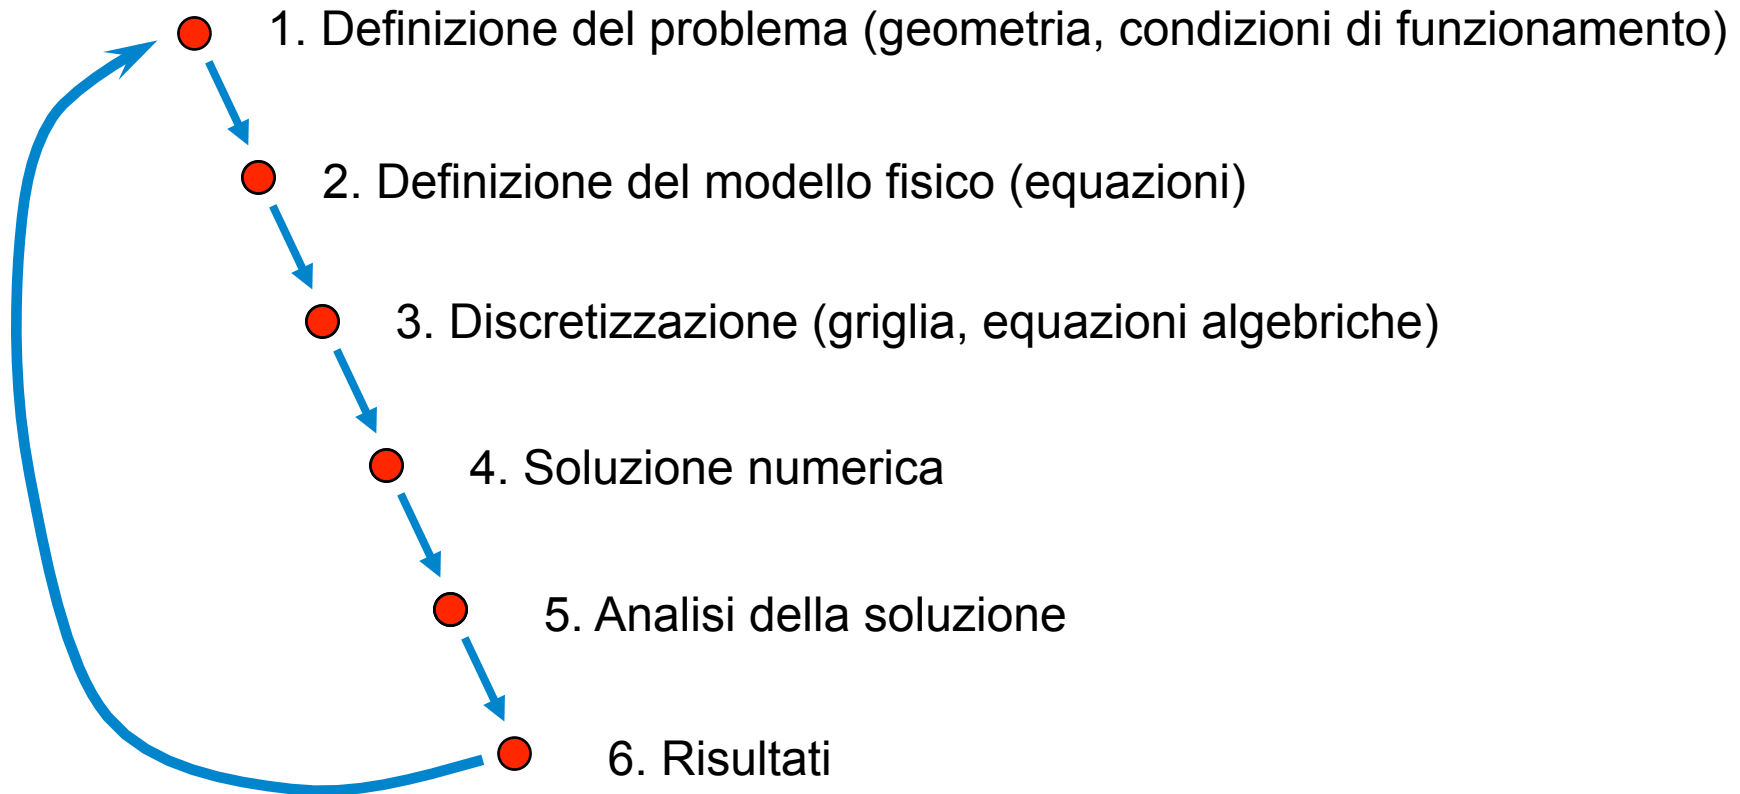 1. Definizione del problema (geometria, condizioni di funzionamento)
2. Definizione del modello fisico (equazioni)
3. Discretizzazione (griglia, equazioni algebriche)
4. Soluzione numerica
5. Analisi della soluzione
6. Risultati